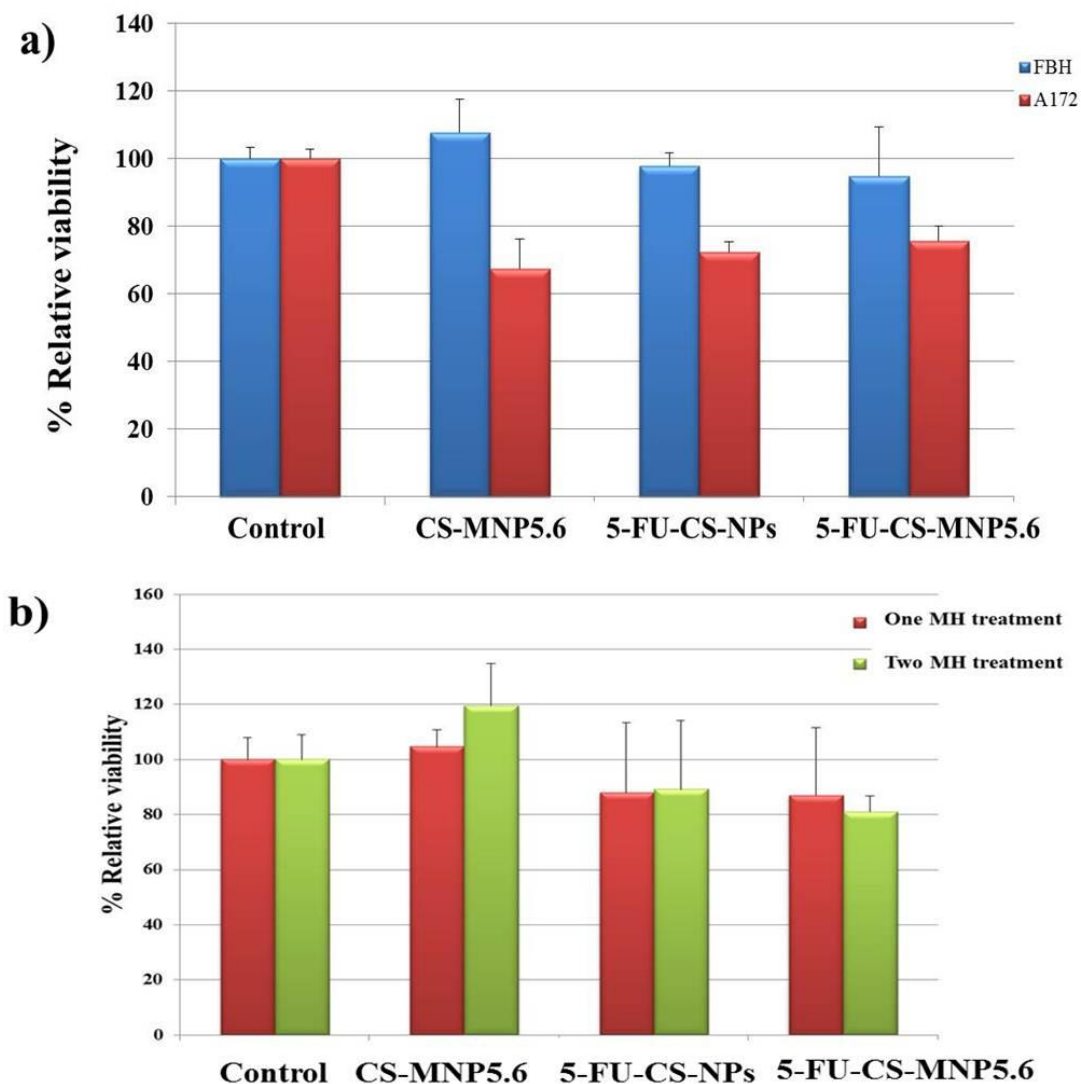 a)
% Relative viability
140
120
100
80
60
40
20
0
FBH
A172
Control CS-MNP5.6 5-FU-CS-NPs 5-FU-CS-MNP5.6
b)
% Relative viability
160
140
120
100
80
60
40
20
0
One MH treatment
Two MH treatment
Control CS-MNP5.6 5-FU-CS-NPs 5-FU-CS-MNP5.6